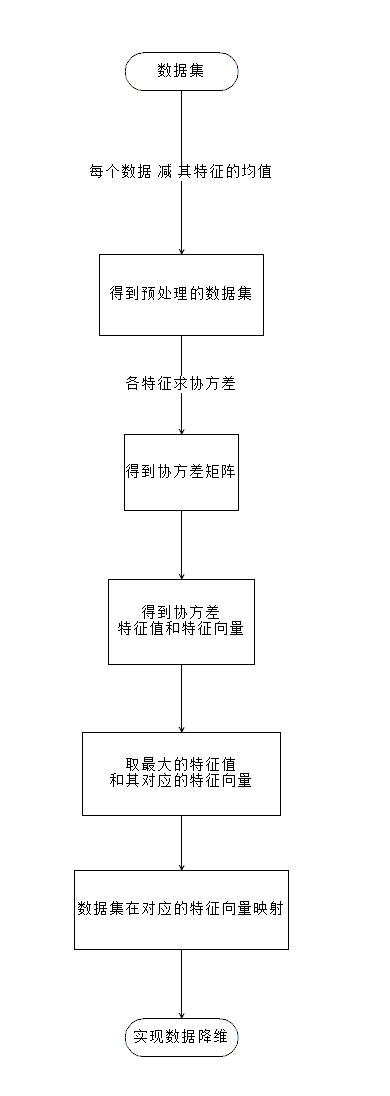 数据集
每个数据 减 其特征的均值
得到预处理的数据集
各特征求协方差
得到协方差矩阵
得到协方差
特征值和特征向量
取最大的特征值
和其对应的特征向量
数据集在对应的特征向量映射
实现数据降维